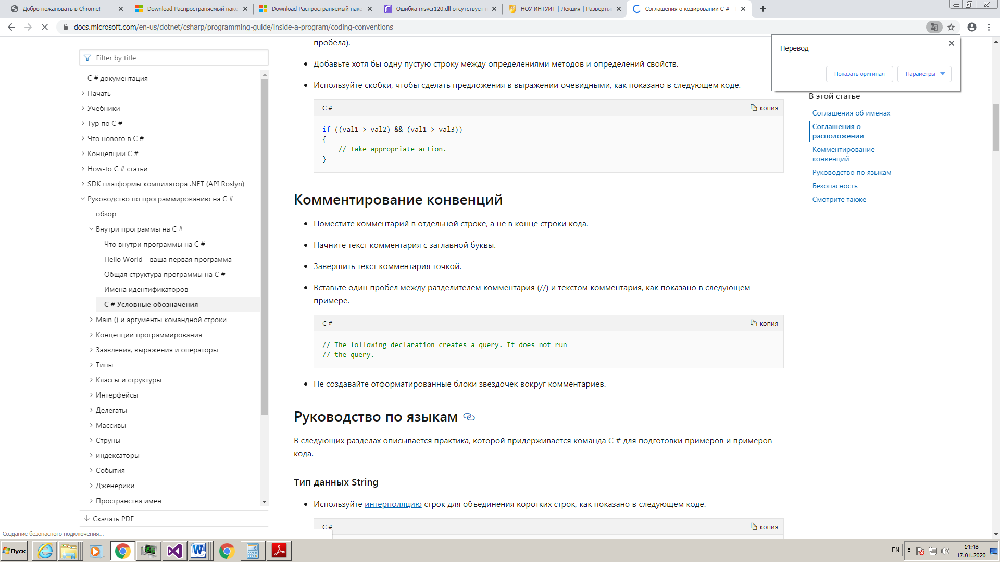 Добро пожаловать в Chrome!
Download Распространяемый паке
Download Распространяемый паке
Ошибка msvcr120.dll отсутствует
НОУ ИНТУИТ | Лекция | Разверты
Соглашения о кодировании C # -
docs.microsoft.com/en-us/dotnet/csharp/programming-guide/inside-a-program/coding-conventions
Перевод
Показать оригинал
Параметры
Filter by title
C # документация
Начать
Учебники
Тур по C #
Что нового в C #
Концепции C #
How-to C # статьи
SDK платформы компилятора .NET (API Roslyn)
Руководство по программированию на C #
обзор
Внутри программы на C #
Что внутри программы на C #
Hello World - ваша первая программа
Общая структура программы на C #
Имена идентификаторов
C # Условные обозначения
Main () и аргументы командной строки
Концепции программирования
Заявления, выражения и операторы
Типы
Классы и структуры
Интерфейсы
Делегаты
Массивы
Струны
индексаторы
События
Дженерики
Пространства имен
Скачать PDF
пробела).
• Добавьте хотя бы одну пустую строку между определениями методов и определений свойств.
• Используйте скобки, чтобы сделать предложения в выражении очевидными, как показано в следующем коде.
C #
копия
if ((val1 > val2) && (val1 > val3))
{
// Take appropriate action.
}
Комментирование конвенций
• Поместите комментарий в отдельной строке, а не в конце строки кода.
• Начните текст комментария с заглавной буквы.
• Завершить текст комментария точкой.
• Вставьте один пробел между разделителем комментария (//) и текстом комментария, как показано в следующем
примере.
C #
копия
// The following declaration creates a query. It does not run
// the query.
• Не создавайте отформатированные блоки звездочек вокруг комментариев.
Руководство по языкам
В следующих разделах описывается практика, которой придерживается команда C # для подготовки примеров и примеров
кода.
Тип данных String
• Используйте интерполяцию строк для объединения коротких строк, как показано в следующем коде.
C #
копия
В этой статье
Соглашения об именах
Соглашения о
расположении
Комментирование
конвенций
Руководство по языкам
Безопасность
Смотрите также
Создание безопасного подключения...
Пуск
EN
14:48
17.01.2020